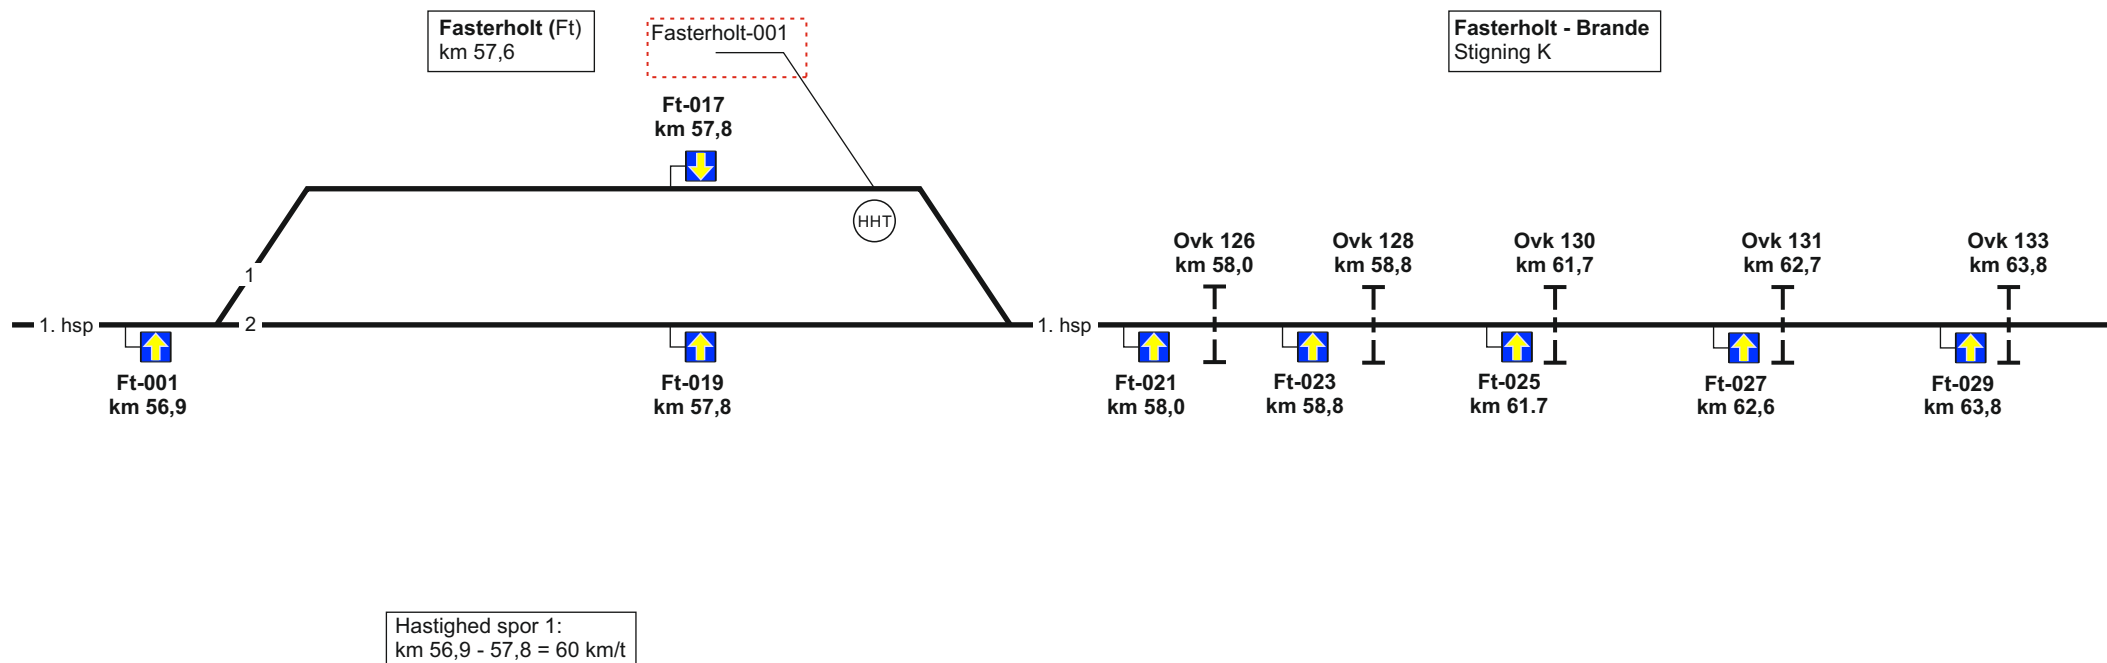 Fasterholt (Ft)
km 57,6
Fasterholt-001
Fasterholt - Brande
Stigning K
Ft-017
km 57,8
HHT
1
Ovk 126
km 58,0
Ovk 128
km 58,8
Ovk 130
km 61,7
Ovk 131
km 62,7
Ovk 133
km 63,8
1. hsp
2
1. hsp
Ft-001
km 56,9
Ft-019
km 57,8
Ft-021
km 58,0
Ft-023
km 58,8
Ft-025
km 61.7
Ft-027
km 62,6
Ft-029
km 63,8
Hastighed spor 1:
km 56,9 - 57,8 = 60 km/t